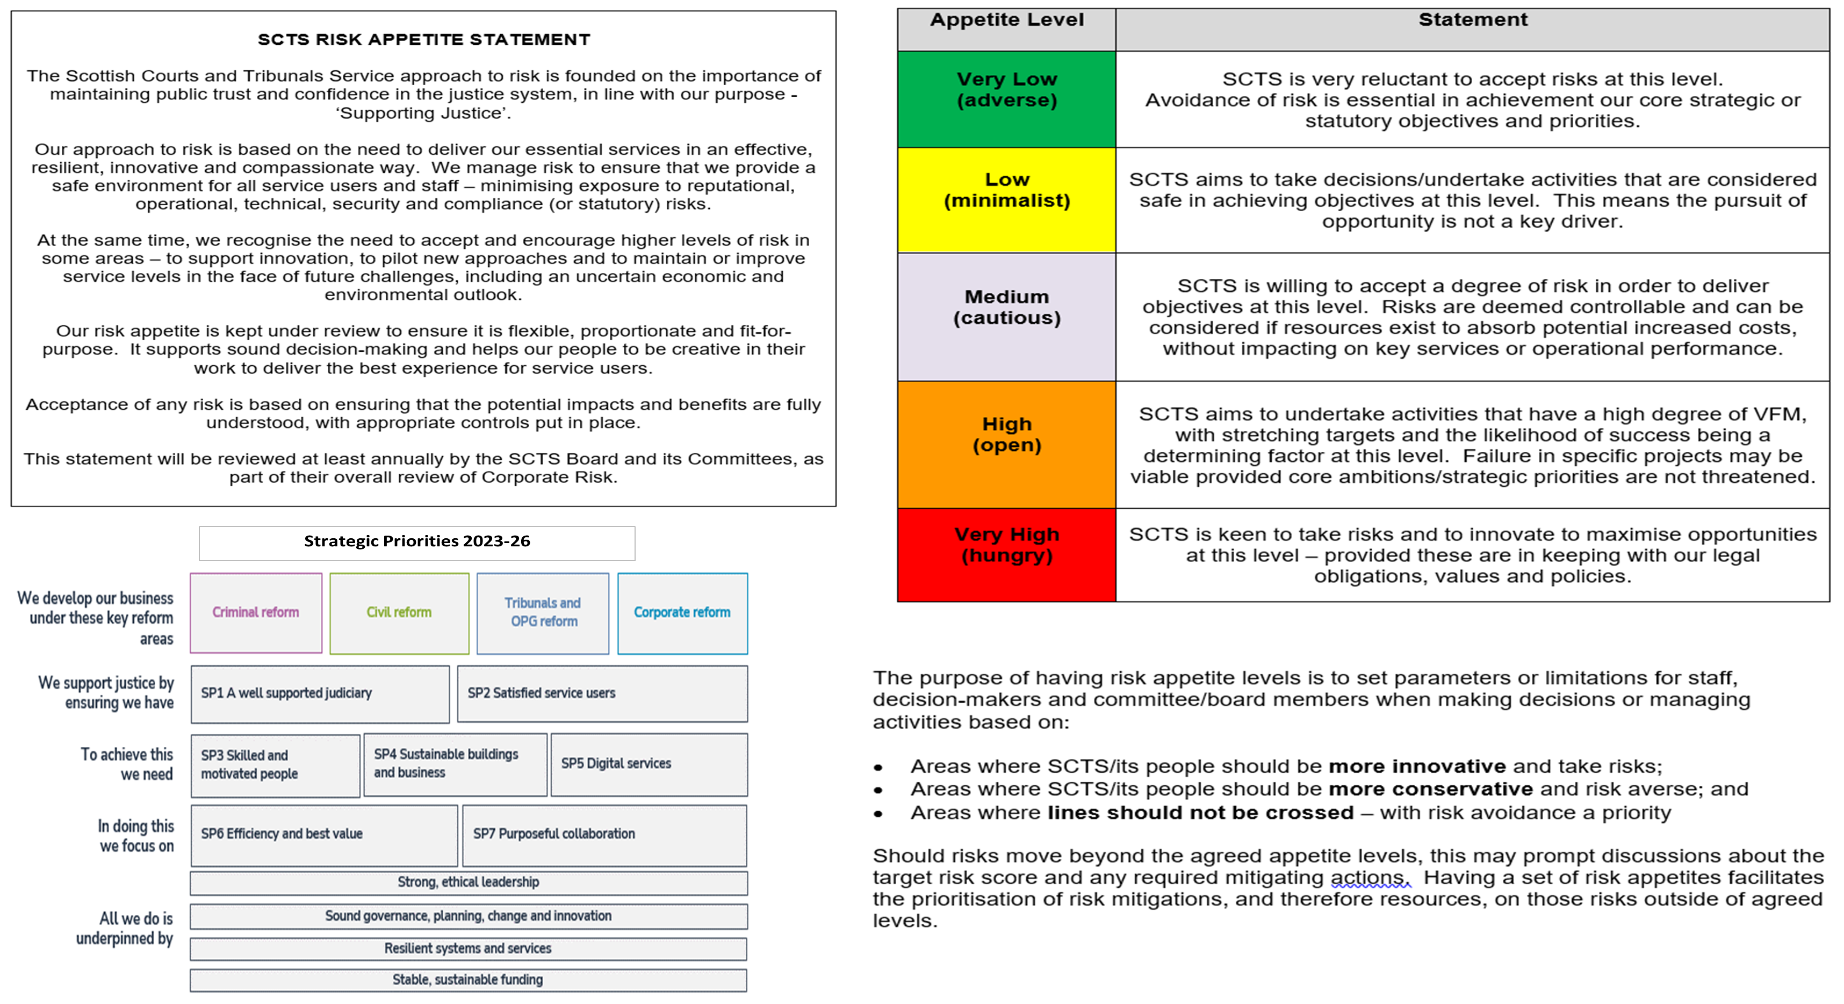 SCTS RISK APPETITE STATEMENT
The Scottish Courts and Tribunals Service approach to risk is founded on the importance of
maintaining public trust and confidence in the justice system, in line with our purpose -
‘Supporting Justice’.
Our approach to risk is based on the need to deliver our essential services in an effective,
resilient, innovative and compassionate way. We manage risk to ensure that we provide a
safe environment for all service users and staff – minimising exposure to reputational,
operational, technical, security and compliance (or statutory) risks.
At the same time, we recognise the need to accept and encourage higher levels of risk in
some areas – to support innovation, to pilot new approaches and to maintain or improve
service levels in the face of future challenges, including an uncertain economic and
environmental outlook.
Our risk appetite is kept under review to ensure it is flexible, proportionate and fit-for-
purpose. It supports sound decision-making and helps our people to be creative in their
work to deliver the best experience for service users.
Acceptance of any risk is based on ensuring that the potential impacts and benefits are fully
understood, with appropriate controls put in place.
This statement will be reviewed at least annually by the SCTS Board and its Committees, as
part of their overall review of Corporate Risk.
Strategic Priorities 2023-26
We develop our business
under these key reform
areas
Criminal reform
Civil reform
Tribunals and
OPG reform
Corporate reform
We support justice by
ensuring we have
SP1 A well supported judiciary
SP2 Satisfied service users
To achieve this
we need
SP3 Skilled and
motivated people
SP4 Sustainable buildings
and business
SP5 Digital services
In doing this
we focus on
SP6 Efficiency and best value
SP7 Purposeful collaboration
All we do is
underpinned by
Strong, ethical leadership
Sound governance, planning, change and innovation
Resilient systems and services
Stable, sustainable funding
Appetite Level
Statement
Very Low
(adverse)
SCTS is very reluctant to accept risks at this level.
Avoidance of risk is essential in achievement our core strategic or
statutory objectives and priorities.
Low
(minimalist)
SCTS aims to take decisions/undertake activities that are considered
safe in achieving objectives at this level. This means the pursuit of
opportunity is not a key driver.
Medium
(cautious)
SCTS is willing to accept a degree of risk in order to deliver
objectives at this level. Risks are deemed controllable and can be
considered if resources exist to absorb potential increased costs,
without impacting on key services or operational performance.
High
(open)
SCTS aims to undertake activities that have a high degree of VFM,
with stretching targets and the likelihood of success being a
determining factor at this level. Failure in specific projects may be
viable provided core ambitions/strategic priorities are not threatened.
Very High
(hungry)
SCTS is keen to take risks and to innovate to maximise opportunities
at this level – provided these are in keeping with our legal
obligations, values and policies.
The purpose of having risk appetite levels is to set parameters or limitations for staff,
decision-makers and committee/board members when making decisions or managing
activities based on:
• Areas where SCTS/its people should be more innovative and take risks;
• Areas where SCTS/its people should be more conservative and risk averse; and
• Areas where lines should not be crossed – with risk avoidance a priority
Should risks move beyond the agreed appetite levels, this may prompt discussions about the
target risk score and any required mitigating actions. Having a set of risk appetites facilitates
the prioritisation of risk mitigations, and therefore resources, on those risks outside of agreed
levels.